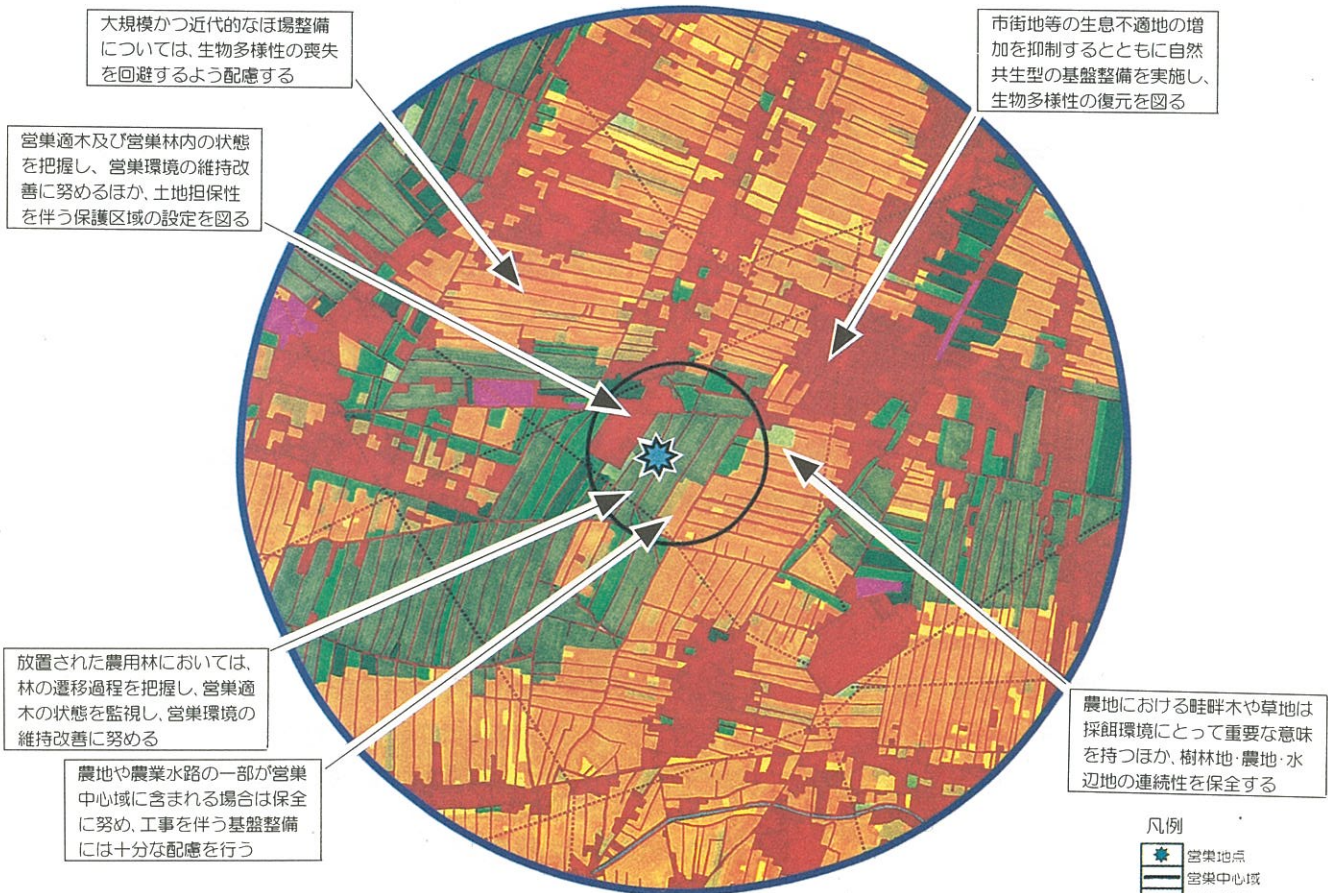 大規模かつ近代的なほ場整備
については、生物多様性の喪失
を回避するよう配慮する
市街地等の生息不適地の増
加を抑制するとともに自然
共生型の基盤整備を実施し、
生物多様性の復元を図る
営巣適木及び営巣林内の状態
を把握し、営巣環境の維持改
善に努めるほか、土地担保性
を伴う保護区域の設定を図る
放置された農用林においては、
林の遷移過程を把握し、営巣適
木の状態を監視し、営巣環境の
維持改善に努める
農地や農業水路の一部が営巣
中心域に含まれる場合は保全
に努め、工事を伴う基盤整備
には十分な配慮を行う
農地における畦畔木や草地は
採餌環境にとって重要な意味
を持つほか、樹林地・農地・水
辺地の連続性を保全する
凡例
営巣地点
営巣中心域